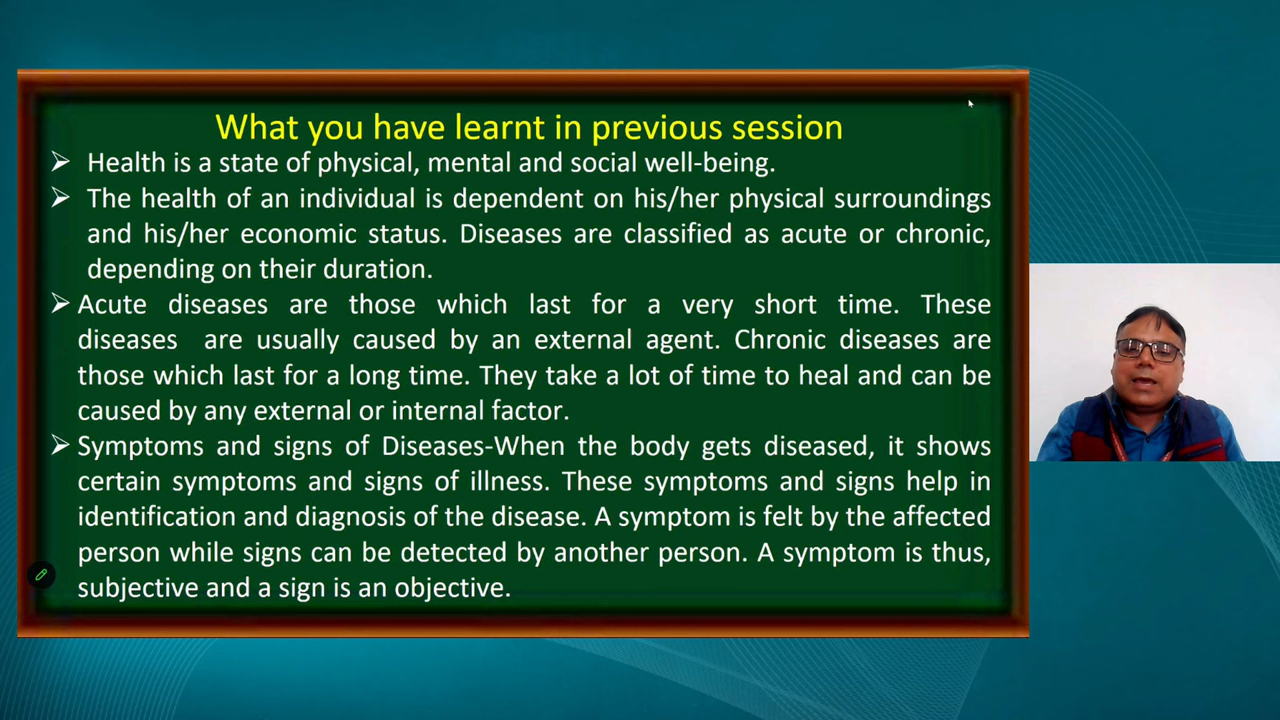 What you have learnt in previous session
➢ Health is a state of physical, mental and social well-being.
➢ The health of an individual is dependent on his/her physical surroundings
and his/her economic status. Diseases are classified as acute or chronic,
depending on their duration.
➢ Acute diseases are those which last for a very short time. These
diseases are usually caused by an external agent. Chronic diseases are
those which last for a long time. They take a lot of time to heal and can be
caused by any external or internal factor.
➢ Symptoms and signs of Diseases-When the body gets diseased, it shows
certain symptoms and signs of illness. These symptoms and signs help in
identification and diagnosis of the disease. A symptom is felt by the affected
person while signs can be detected by another person. A symptom is thus,
subjective and a sign is an objective.